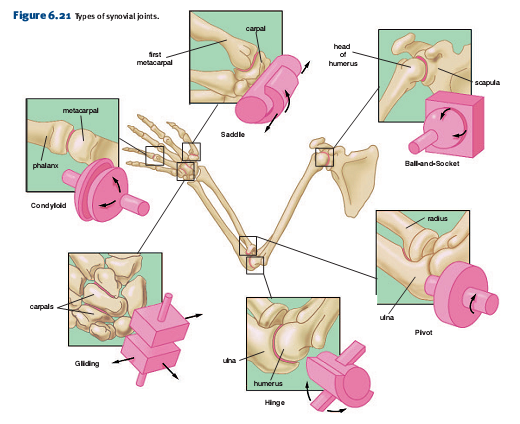 Figure 6.21 Types of synovial joints.
first
metacarpal
carpal
Saddle
head
of
humerus
scapula
Ball-and-Socket
metacarpal
phalanx
Condyloid
radius
ulna
Pivot
carpals
Gliding
ulna
humerus
Hinge